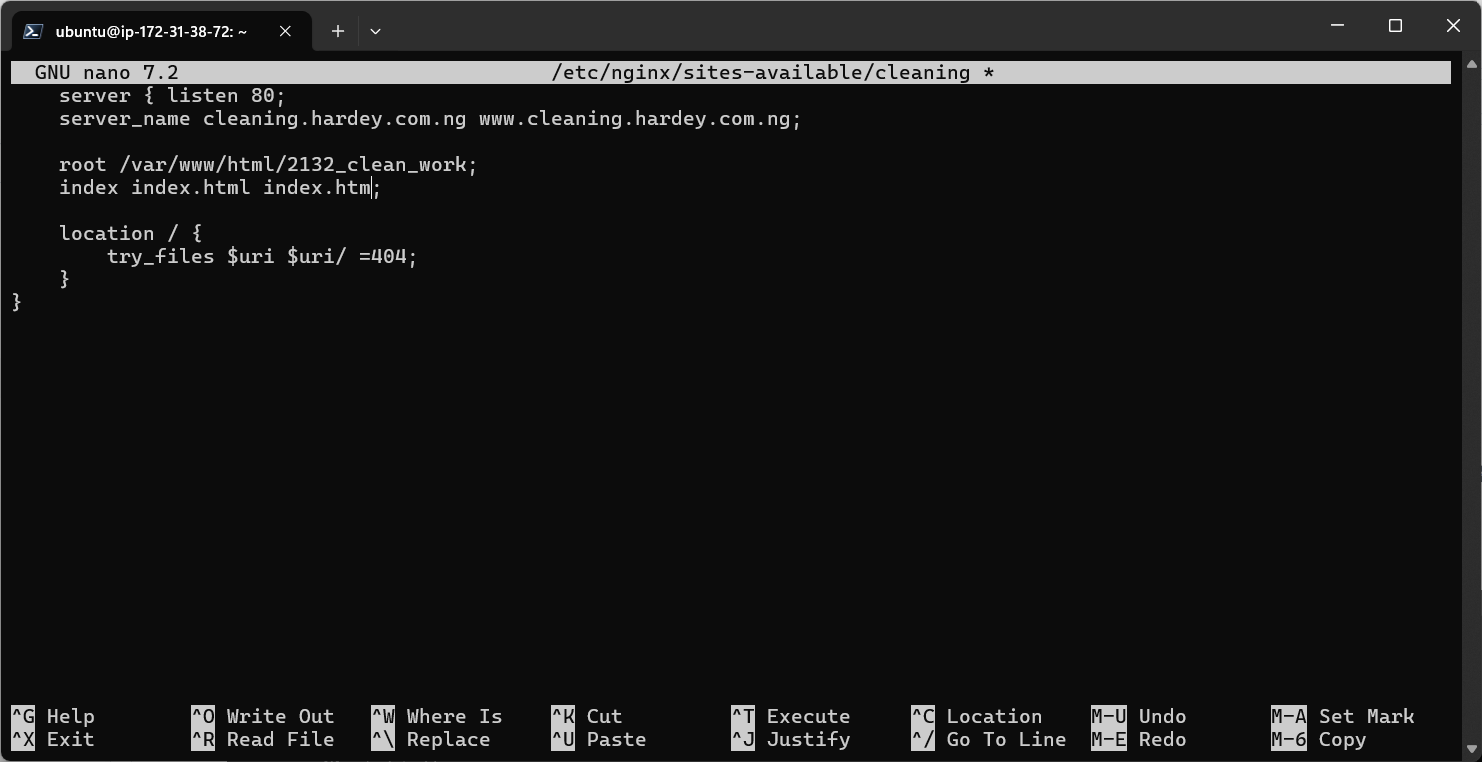 ubuntu@ip-172-31-38-72: ~
GNU nano 7.2 /etc/nginx/sites-available/cleaning *
server { listen 80;
server_name cleaning.hardey.com.ng www.cleaning.hardey.com.ng;
root /var/www/html/2132_clean_work;
index index.html index.htm;
location / {
try_files $uri $uri/ =404;
}
}
^G Help ^O Write Out ^W Where Is ^K Cut ^T Execute ^C Location M-U Undo M-A Set Mark
^X Exit ^R Read File ^\ Replace ^U Paste ^J Justify ^/ Go To Line M-E Redo M-6 Copy